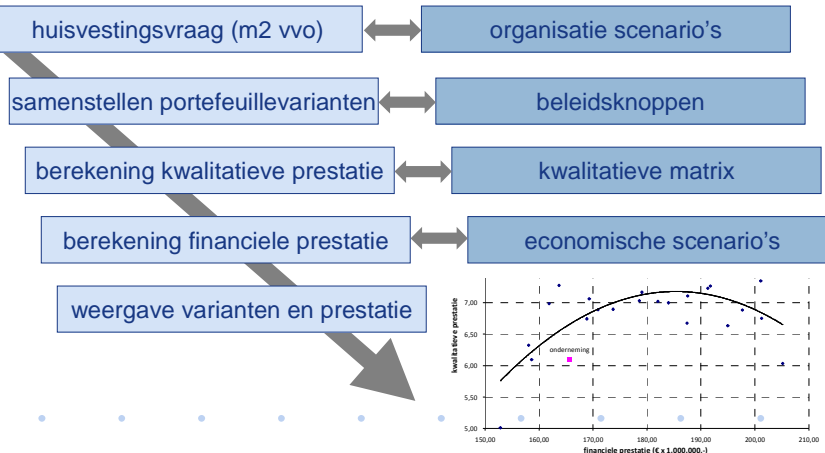 huisvestingsvraag (m2 vvo)
organisatie scenario's
samenstellen portefeuillevarianten
beleidsknoppen
berekening kwalitatieve prestatie
kwalitatieve matrix
berekening financiele prestatie
economische scenario's
weergave varianten en prestatie
kwalitatieve prestatie
7,00
6,50
6,00
5,50
5,00
onderneming
150,00 160,00 170,00 180,00 190,00 200,00 210,00
financiele prestatie (€ x 1.000.000,-)